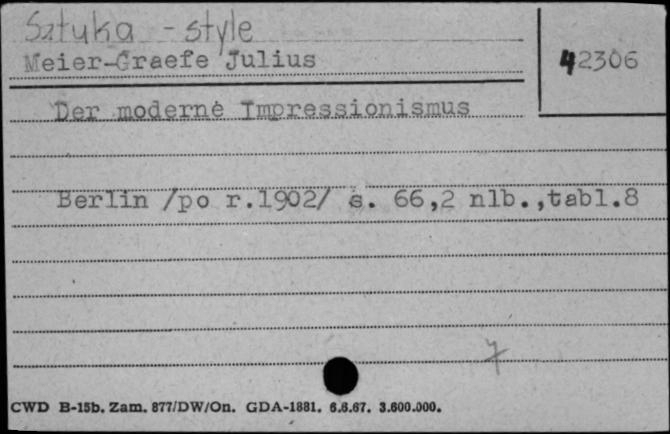 Sztuka - style
Meier-Graefe Julius
42306
Der moderne Impressionismus
Berlin /po r.1902/ s. 66,2 nlb.,tabl.8
7
CWD B-15b. Zam. 877/DW/On. GDA-1881. 6.6.67. 3.600.000.